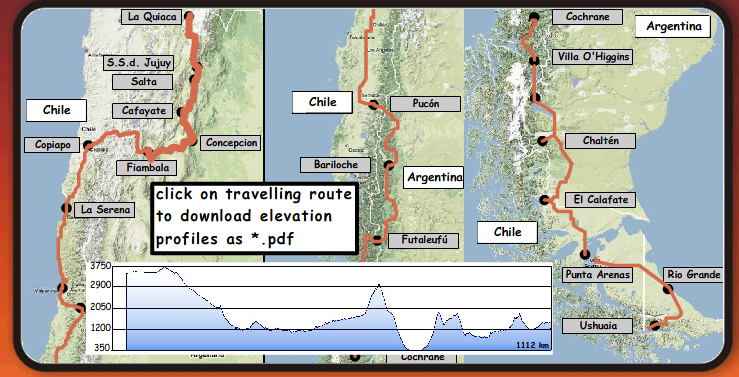 La Quiaca
S.S.d. Jujuy
Salta
Chile
Cafayate
Chile
Copiapo
Concepcion
Fiambala
La Serena
Chile
Pucón
Bariloche
Argentina
Futaleufú
Cochrane
Cochrane
Argentina
Villa O'Higgins
Chaltén
El Calafate
Chile
Punta Arenas
Rio Grande
Ushuaia
click on travelling route
to download elevation
profiles as *.pdf
3750
2900
2050
1200
350
1112 km